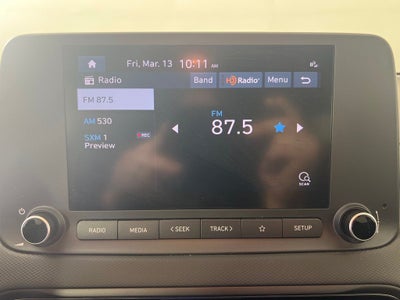 Fri, Mar. 13 10:11 AM
Radio Band HD Radio Menu
FM 87.5
AM 530
SXM 1
Preview
REC
FM
87.5
SCAN
RADIO MEDIA < SEEK TRACK > SETUP